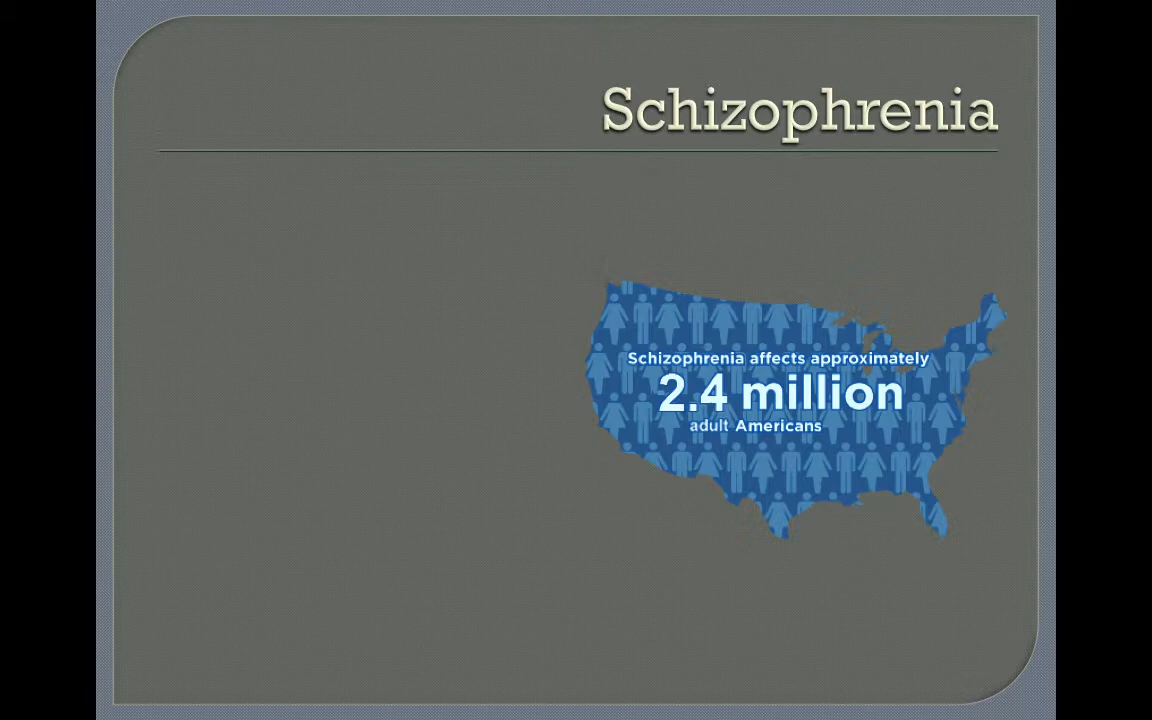 Schizophrenia
Schizophrenia affects approximately
2.4 million
adult Americans